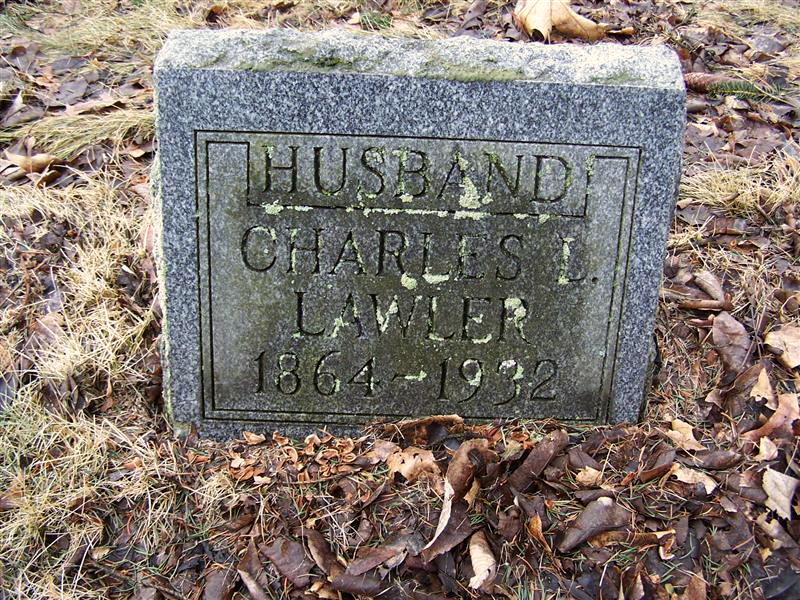 HUSBAND
CHARLES L.
LAWLER
1864-1932